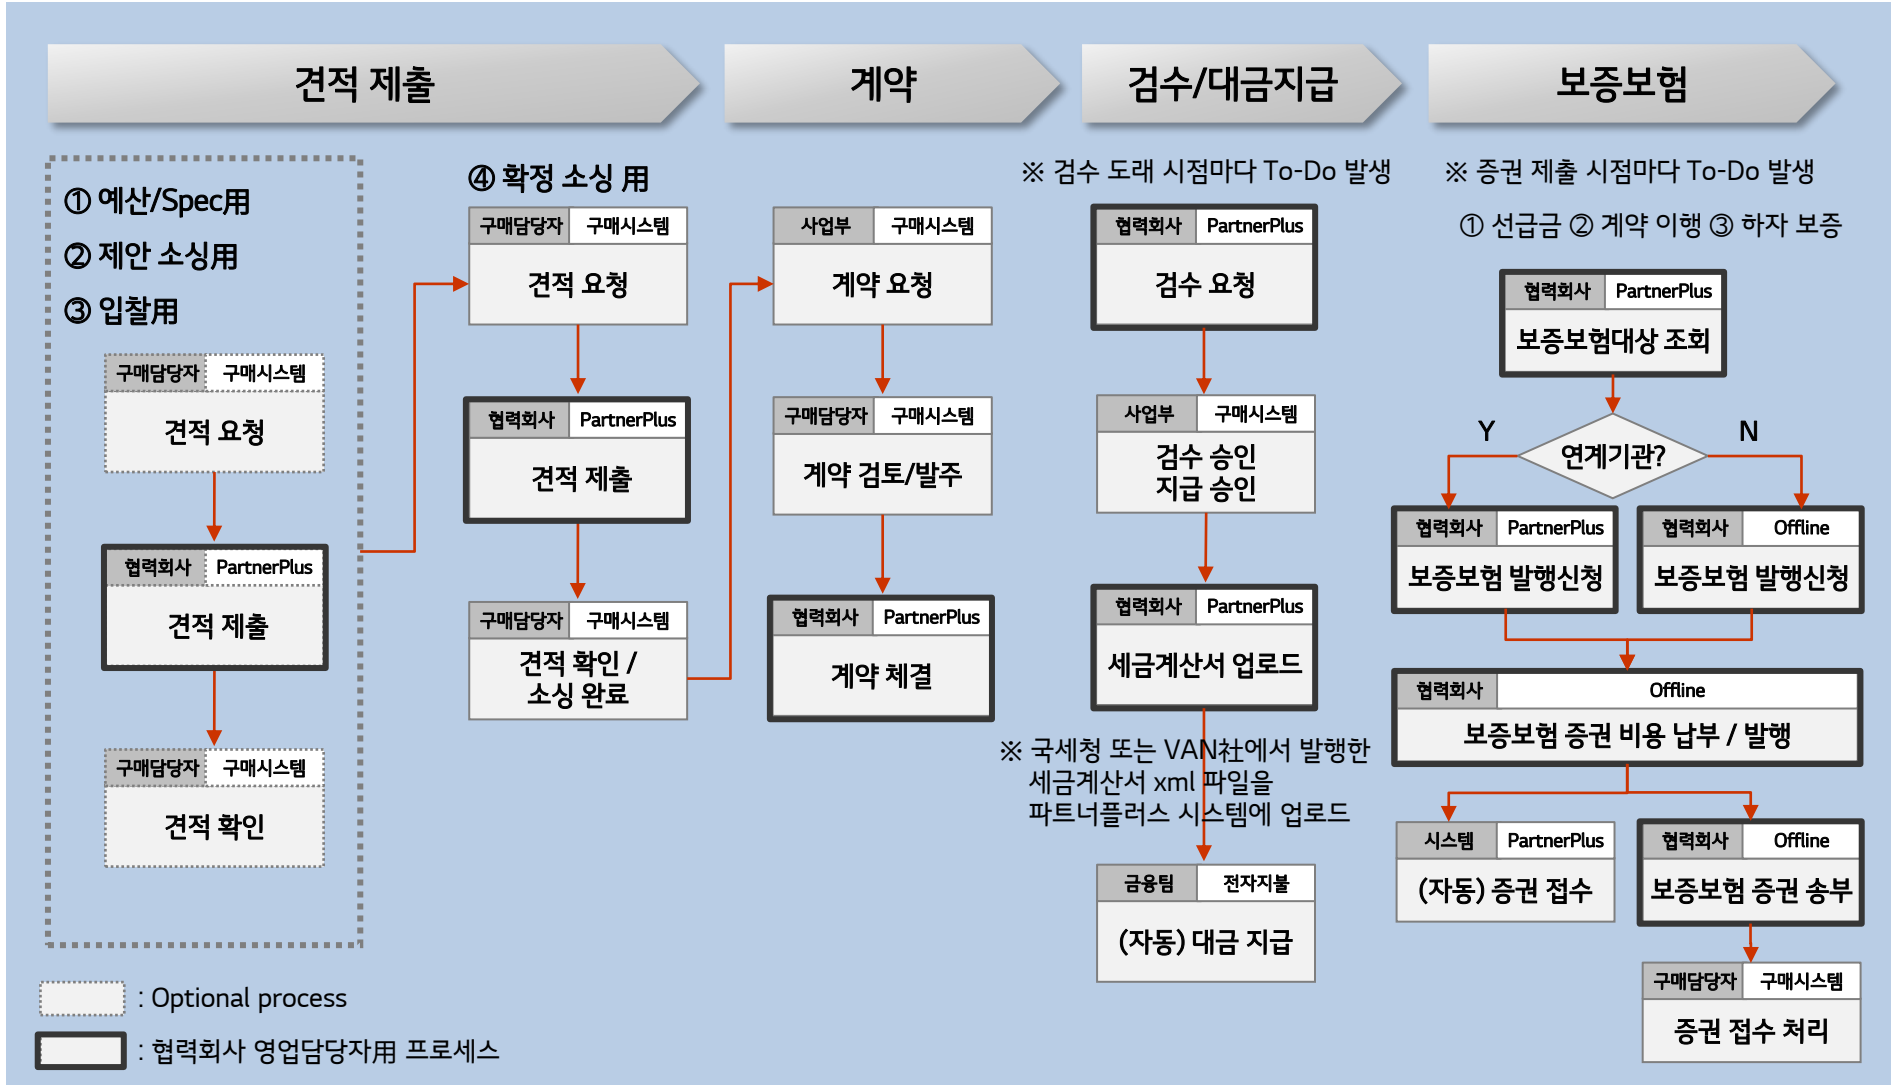 견적 제출
계약
검수/대금지급
보증보험
① 예산/Spec用
② 제안 소싱用
③ 입찰用
구매담당자 구매시스템
견적 요청
협력회사 PartnerPlus
견적 제출
구매담당자 구매시스템
견적 확인
④ 확정 소싱 用
구매담당자 구매시스템
견적 요청
협력회사 PartnerPlus
견적 제출
구매담당자 구매시스템
견적 확인 /
소싱 완료
사업부 구매시스템
계약 요청
구매담당자 구매시스템
계약 검토/발주
협력회사 PartnerPlus
계약 체결
※ 검수 도래 시점마다 To-Do 발생
협력회사 PartnerPlus
검수 요청
사업부 구매시스템
검수 승인
지급 승인
협력회사 PartnerPlus
세금계산서 업로드
※ 국세청 또는 VAN社에서 발행한
세금계산서 xml 파일을
파트너플러스 시스템에 업로드
금융팀 전자지불
(자동) 대금 지급
※ 증권 제출 시점마다 To-Do 발생
① 선급금 ② 계약 이행 ③ 하자 보증
협력회사 PartnerPlus
보증보험대상 조회
Y
연계기관?
N
협력회사 PartnerPlus
보증보험 발행신청
협력회사 Offline
보증보험 발행신청
협력회사 Offline
보증보험 증권 비용 납부 / 발행
시스템 PartnerPlus
(자동) 증권 접수
협력회사 Offline
보증보험 증권 송부
구매담당자 구매시스템
증권 접수 처리
: Optional process
: 협력회사 영업담당자用 프로세스